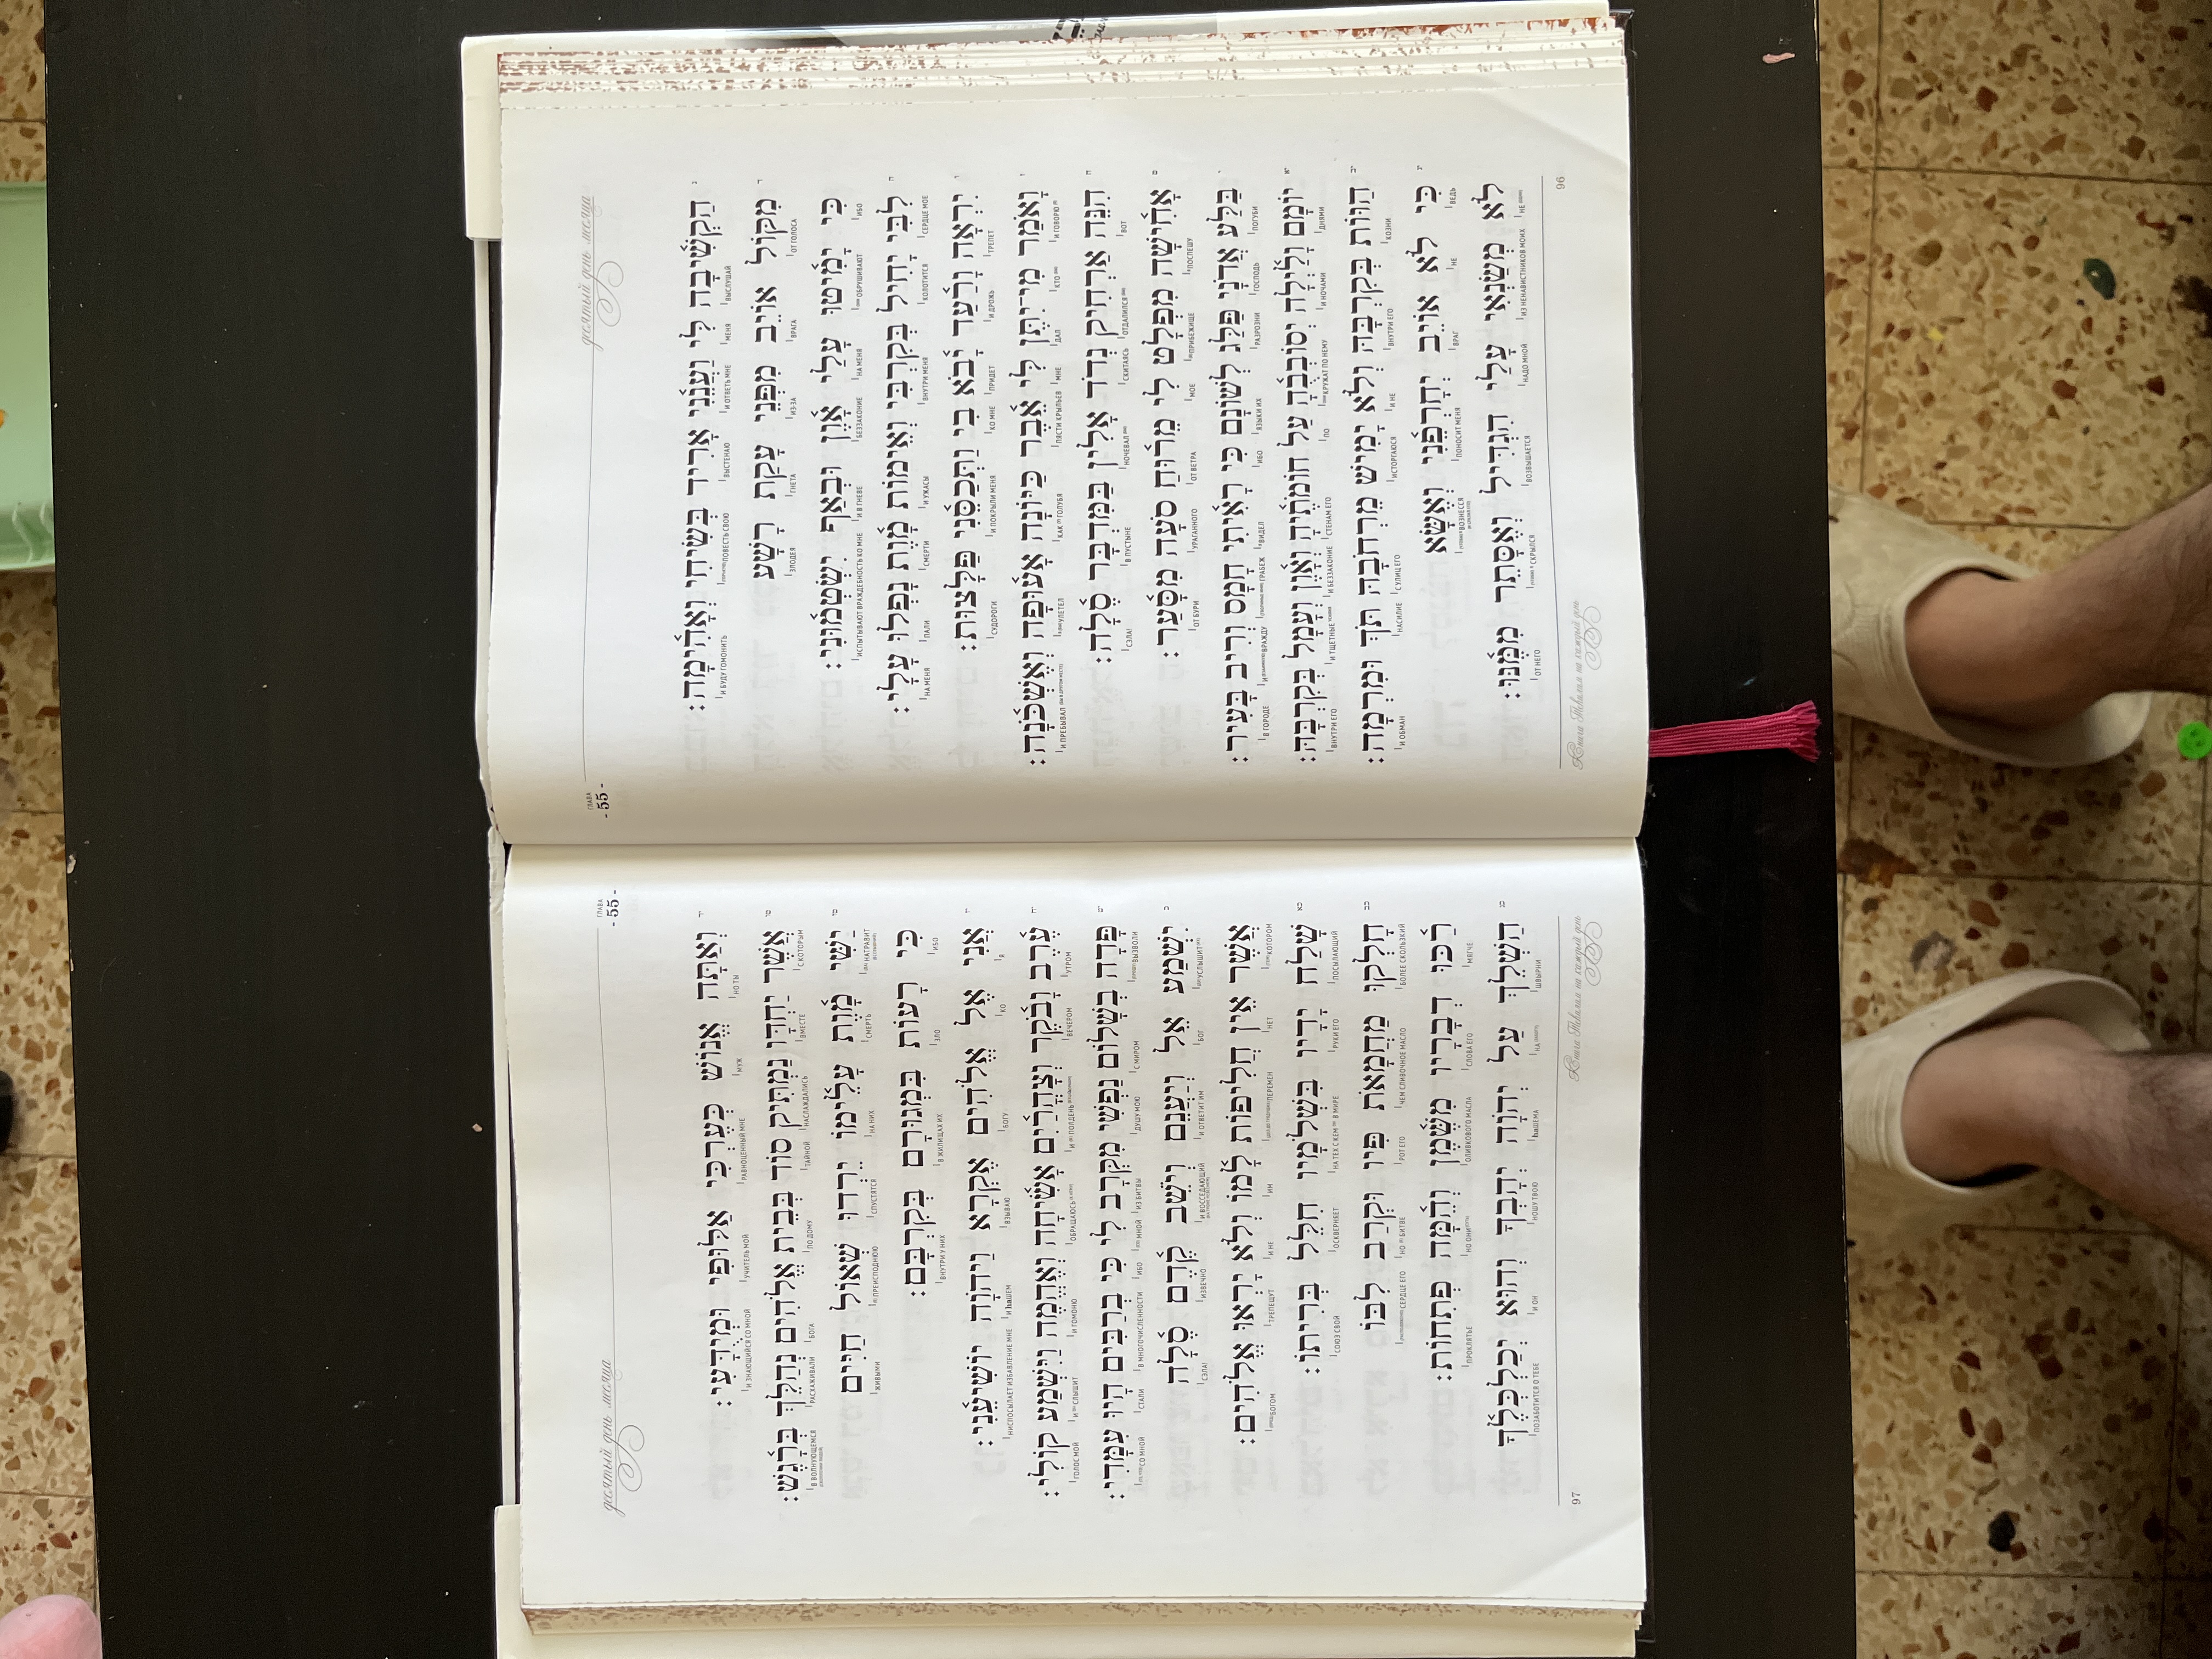 десятый день месяца
ГЛАВА
- 55 -
ג הַקְשִׁ֘יבָה לִּי וַעֲנֵ֘נִי אָרִיד בְּשִׂיחִי וְאָהִ֘ימָה:
ВЫСЛУШАЙ МЕНЯ И ОТВЕТЬ МНЕ ВЫСТЕНАЮ ПОВЕСТЬ СВОЮ И БУДУ ГОМОНИТЬ
ד מִקּוֹל אוֹיֵב מִפְּנֵי עָקַת רָשָׁע
ОТ ГОЛОСА ВРАГА ИЗ-ЗА ГНЕТА ЗЛОДЕЯ
כִּי יָמִ֘יטוּ עָלַי אָ֘וֶן וּבְאַף יִשְׂטְמ֘וּנִי:
ИБО ОБРУШИВАЮТ НА МЕНЯ БЕЗЗАКОНИЕ И В ГНЕВЕ ИСПЫТЫВАЮТ ВРАЖДЕБНОСТЬ КО МНЕ
ה לִבִּי יָחִיל בְּקִרְבִּי וְאֵימוֹת מָ֘וֶת נָפְלוּ עָלָי:
СЕРДЦЕ МОЕ КОЛОТИТСЯ ВНУТРИ МЕНЯ И УЖАСЫ СМЕРТИ ПАЛИ НА МЕНЯ
ו יִרְאָה וָרַ֘עַד יָ֘בֹא בִי וַתְּכַסֵּ֘נִי פַּלָּצוּת:
ТРЕПЕТ И ДРОЖЬ ПРИДЕТ КО МНЕ И ПОКРЫЛИ МЕНЯ СУДОРОГИ
ז וָאֹמַר מִי־יִתֶּן לִּי אֵ֘בֶר כַּיּוֹנָה אָע֘וּפָה וְאֶשְׁכֹּ֘נָה:
И ГОВОРЮ КТО ДАЛ МНЕ ПЯСТИ КРЫЛЬЕВ КАК ГОЛУБЯ УЛЕТЕЛ И ПРЕБЫВАЛ
ח הִנֵּה אַרְחִיק נְדֹד אָלִין בַּמִּדְבָּר סֶ֘לָה:
ВОТ ОТДАЛИЛСЯ СКИТАЯСЬ НОЧЕВАЛ В ПУСТЫНЕ СЭЛА!
ט אָחִ֘ישָׁה מִפְלָט לִי מֵר֘וּחַ סֹעָה מִסָּ֘עַר:
ПОСПЕШУ ПРИБЕЖИЩЕ МОЕ ОТ ВЕТРА УРАГАННОГО ОТ БУРИ
י בַּלַּע אֲדֹנָי פַּלַּג לְשׁוֹנָם כִּי רָאִ֘יתִי חָמָס וְרִיב בָּעִיר:
ПОГУБИ ГОСПОДЬ РАЗРОЗНИ ЯЗЫКИ ИХ ИБО ВИДЕЛ ГРАБЕЖ И ВРАЖДУ В ГОРОДЕ
יא יוֹמָם וָלַ֘יְלָה יְסוֹבְבֻ֘הָ עַל חוֹמֹתֶ֘יהָ וְאָ֘וֶן וְעָמָל בְּקִרְבָּהּ:
ДНЯМИ И НОЧАМИ КРУЖАТ ПО НЕМУ ПО СТЕНАМ ЕГО И БЕЗЗАКОНИЕ И ТЩЕТНЫЕ ВНУТРИ ЕГО
יב הַוּוֹת בְּקִרְבָּהּ וְלֹא יָמִישׁ מֵרְחֹבָהּ תֹּךְ וּמִרְמָה:
КОЗНИ ВНУТРИ ЕГО И НЕ ИСТОРГАЮСЯ С УЛИЦ ЕГО НАСИЛИЕ И ОБМАН
יג כִּי לֹא אוֹיֵב יְחָרְפֵ֘נִי וְאֶשָּׂא
ВЕДЬ НЕ ВРАГ ПОНОСИТ МЕНЯ ВОЗНЕССЯ
לֹא מְשַׂנְאִי עָלַי הִגְדִּיל וְאֶסָּתֵר מִמֶּ֘נּוּ:
НЕ ИЗ НЕНАВИСТНИКОВ МОИХ НАДО МНОЙ ВОЗВЫШАЕТСЯ СКРЫЛСЯ ОТ НЕГО
96
Книга Теhилим на каждый день
десятый день месяца
ГЛАВА
- 55 -
יד וְאַתָּה אֱנוֹשׁ כְּעֶרְכִּי אַלּוּפִי וּמְיֻדָּעִי:
НО ТЫ МУЖ РАВНОЦЕННЫЙ МНЕ УЧИТЕЛЬ МОЙ И ЗНАЮЩИЙСЯ СО МНОЙ
טו אֲשֶׁר יַחְדָּו נַמְתִּיק סוֹד בְּבֵית אֱלֹהִים נְהַלֵּךְ בְּרָ֘גֶשׁ:
С КОТОРЫМ ВМЕСТЕ НАСЛАЖДАЛИСЬ ТАЙНОЙ ПО ДОМУ БОГА РАСХАЖИВАЛИ В ВОЛНУЮЩЕМСЯ
טז יַשִּׁי מָ֘וֶת עָלֵ֘ימוֹ יֵרְדוּ שְׁאוֹל חַיִּים
НАТРАВИТ СМЕРТЬ НА НИХ СПУСТЯТСЯ ПРЕИСПОДНЮЮ ЖИВЫМИ
כִּי רָעוֹת בִּמְגוּרָם בְּקִרְבָּם:
ИБО ЗЛО В ЖИЛИЩАХ ИХ ВНУТРИ У НИХ
יז אֲנִי אֶל אֱלֹהִים אֶקְרָא וַיהֹוָה יוֹשִׁיעֵ֘נִי:
Я КО БОГУ ВЗЫВАЮ И hаШЕМ НИСПОСЫЛАЕТ ИЗБАВЛЕНИЕ МНЕ
יח עֶ֘רֶב וָבֹ֘קֶר וְצָהֳרַ֘יִם אָשִׂ֘יחָה וְאֶהֱמֶה וַיִּשְׁמַע קוֹלִי:
УТРОМ ВЕЧЕРОМ И ПОЛДЕНЬ ОБРАЩАЮСЬ И ГОМОНЮ И СЛЫШИТ ГОЛОС МОЙ
יט פָּדָה בְשָׁלוֹם נַפְשִׁי מִקְּרָב לִי כִּי בְרַבִּים הָיוּ עִמָּדִי:
ВЫЗВОЛИ С МИРОМ ДУШУ МОЮ ИЗ БИТВЫ МНОЙ ИБО В МНОГОЧИСЛЕННОСТИ СТАЛИ СО МНОЙ
כ יִשְׁמַע אֵל וְיַעֲנֵם וְיֹשֵׁב קֶ֘דֶם סֶ֘לָה
УСЛЫШИТ БОГ И ОТВЕТИТ ИМ И ВОССЕДАЮЩИЙ ИЗВЕЧНО СЭЛА!
אֲשֶׁר אֵין חֲלִיפוֹת לָ֘מוֹ וְלֹא יָרְאוּ אֱלֹהִים:
КОТОРОМ НЕТ ПЕРЕМЕН ИМ И НЕ ТРЕПЕЩУТ БОГОМ
כא שָׁלַח יָדָיו בִּשְׁלֹמָיו חִלֵּל בְּרִיתוֹ:
ПОСЫЛАЮЩИЙ РУКИ ЕГО НА ТЕХ С КЕМ В МИРЕ ОСКВЕРНЯЕТ СОЮЗ СВОЙ
כב חָלְקוּ מַחְמָאֹת פִּיו וּקְרַב לִבּוֹ
БОЛЕЕ СКОЛЬЗКИЙ ЧЕМ СЛИВОЧНОЕ МАСЛО РОТ ЕГО НО БИТВЕ СЕРДЦЕ ЕГО
רַכּוּ דְבָרָיו מִשֶּׁ֘מֶן וְהֵ֘מָּה פְתִחוֹת:
МЯГЧЕ СЛОВА ЕГО ОЛИВКОВОГО МАСЛА НО ОНИ ПРОКЛЯТЬЕ
כג הַשְׁלֵךְ עַל יְהֹוָה יְהָבְךָ וְהוּא יְכַלְכְּלֶ֘ךָ
ШВЫРНИ НА hаШЕМА НОШУ ТВОЮ И ОН ПОЗАБОТИТСЯ О ТЕБЕ
97
Книга Теhилим на каждый день